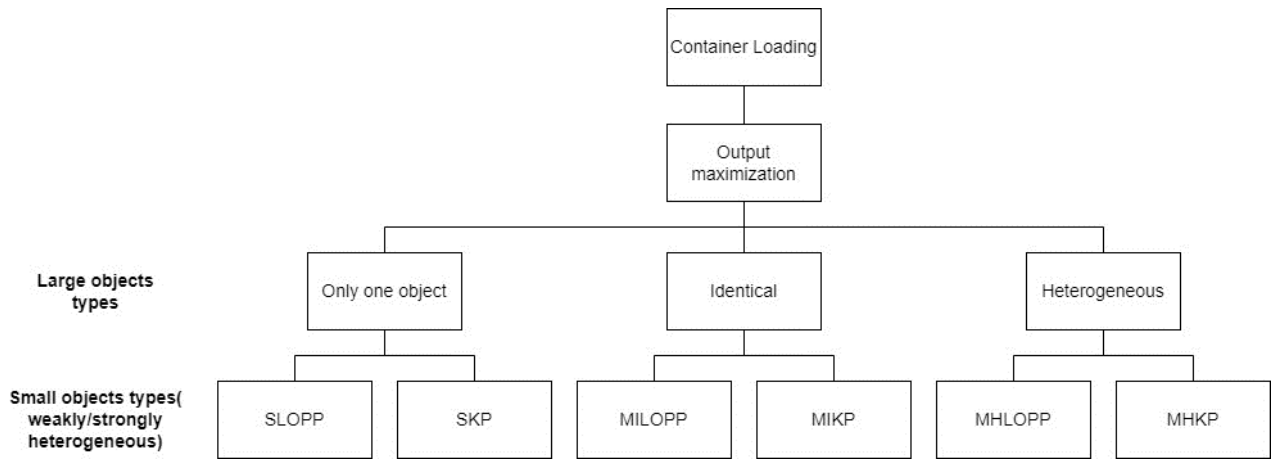 Container Loading
Output
maximization
Large objects
types
Only one object
Identical
Heterogeneous
Small objects types(
weakly/strongly
heterogeneous)
SLOPP
SKP
MILOPP
MIKP
MHLOPP
MHKP